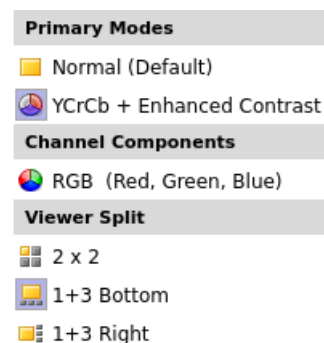 Primary Modes
Normal (Default)
YCrCb + Enhanced Contrast
Channel Components
RGB (Red, Green, Blue)
Viewer Split
2 x 2
1+3 Bottom
1+3 Right